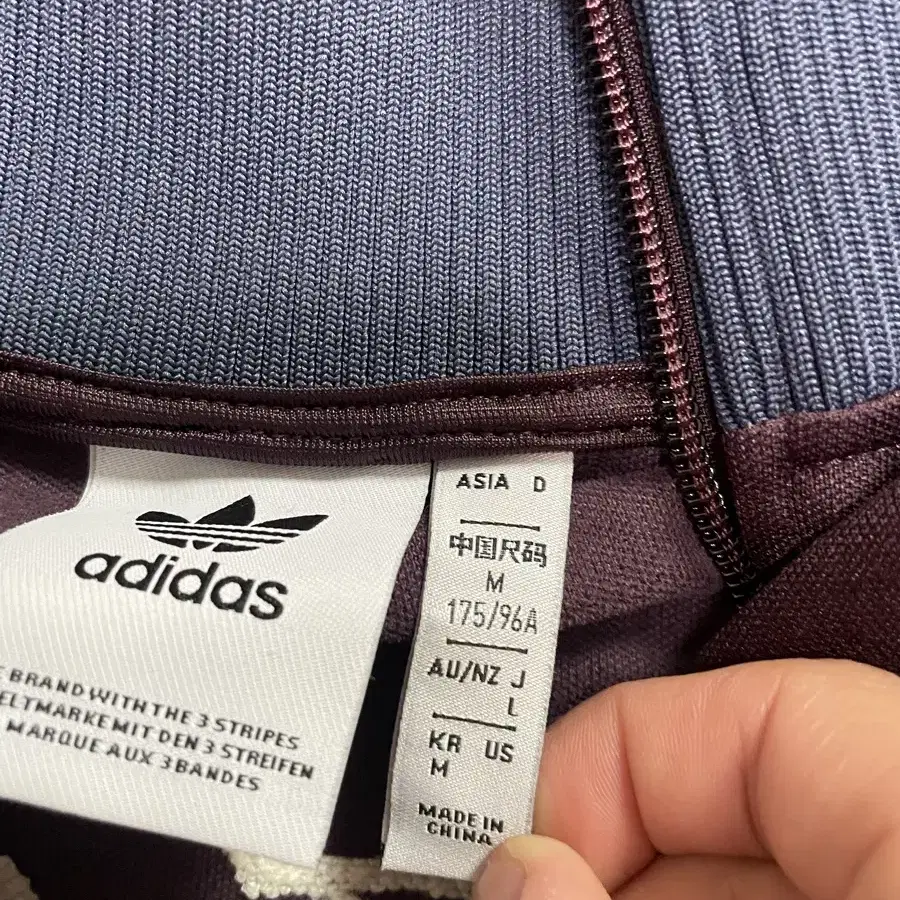 adidas
BRAND WITH THE 3 STRIPES
ELTMARKE MIT DEN 3 STREIFEN
MARQUE AUX 3 BANDES
ASIA D
中国尺码
M
175/96A
AU/NZ J
L
KR US
M
MADE IN
CHINA